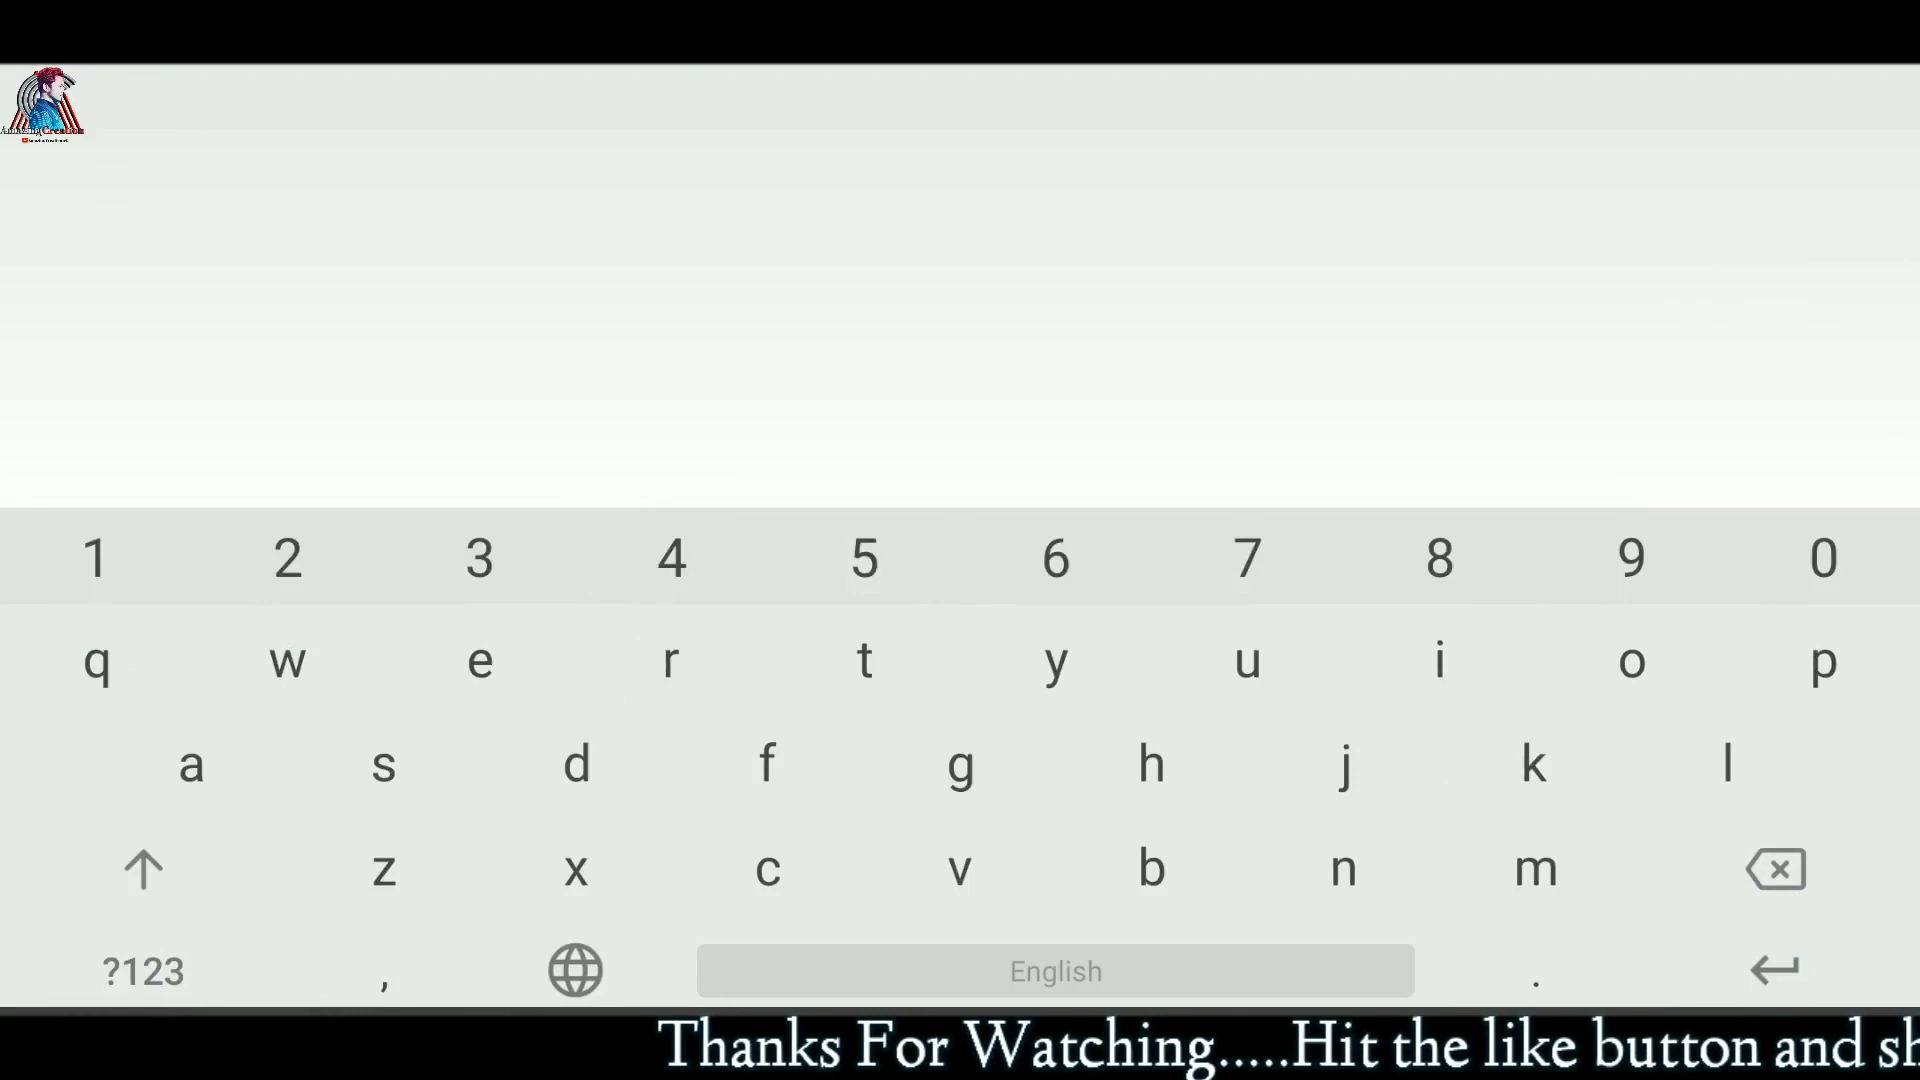 AmazingCreation
1 2 3 4 5 6 7 8 9 0
q w e r t y u i o p
a s d f g h j k l
z x c v b n m
?123 , English .
Thanks For Watching.....Hit the like button and sh